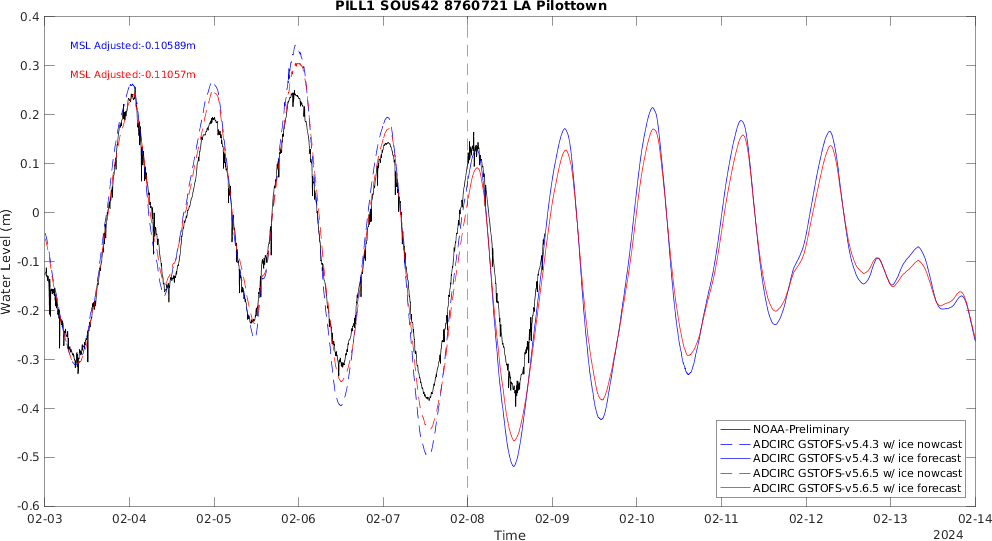 PILL1 SOUS42 8760721 LA Pilottown
MSL Adjusted:-0.10589m
MSL Adjusted:-0.11057m
Water Level (m)
0.4
0.3
0.2
0.1
0
-0.1
-0.2
-0.3
-0.4
-0.5
-0.6
NOAA-Preliminary
ADCIRC GSTOFS-v5.4.3 w/ ice nowcast
ADCIRC GSTOFS-v5.4.3 w/ ice forecast
ADCIRC GSTOFS-v5.6.5 w/ ice nowcast
ADCIRC GSTOFS-v5.6.5 w/ ice forecast
02-03 02-04 02-05 02-06 02-07 02-08 02-09 02-10 02-11 02-12 02-13 02-14
Time
2024